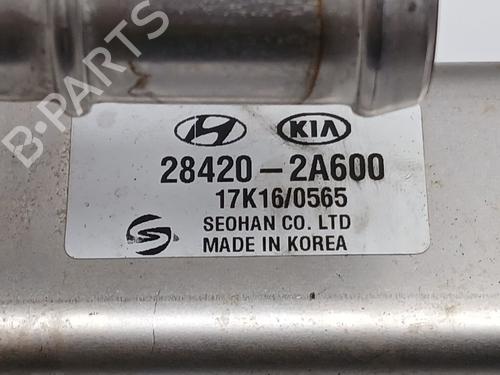 B-PARTS
KIA
28420-2A600
17K16/0565
SEOHAN CO. LTD
MADE IN KOREA